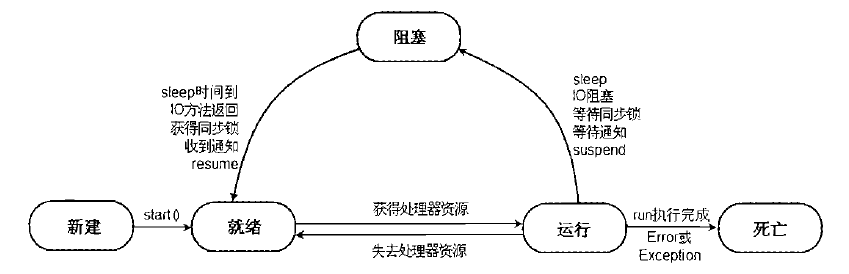 阻塞
sleep时间到
IO方法返回
获得同步锁
收到通知
resume
sleep
IO阻塞
等待同步锁
等待通知
suspend
新建
start()
就绪
获得处理器资源
失去处理器资源
运行
run执行完成
Error或
Exception
死亡